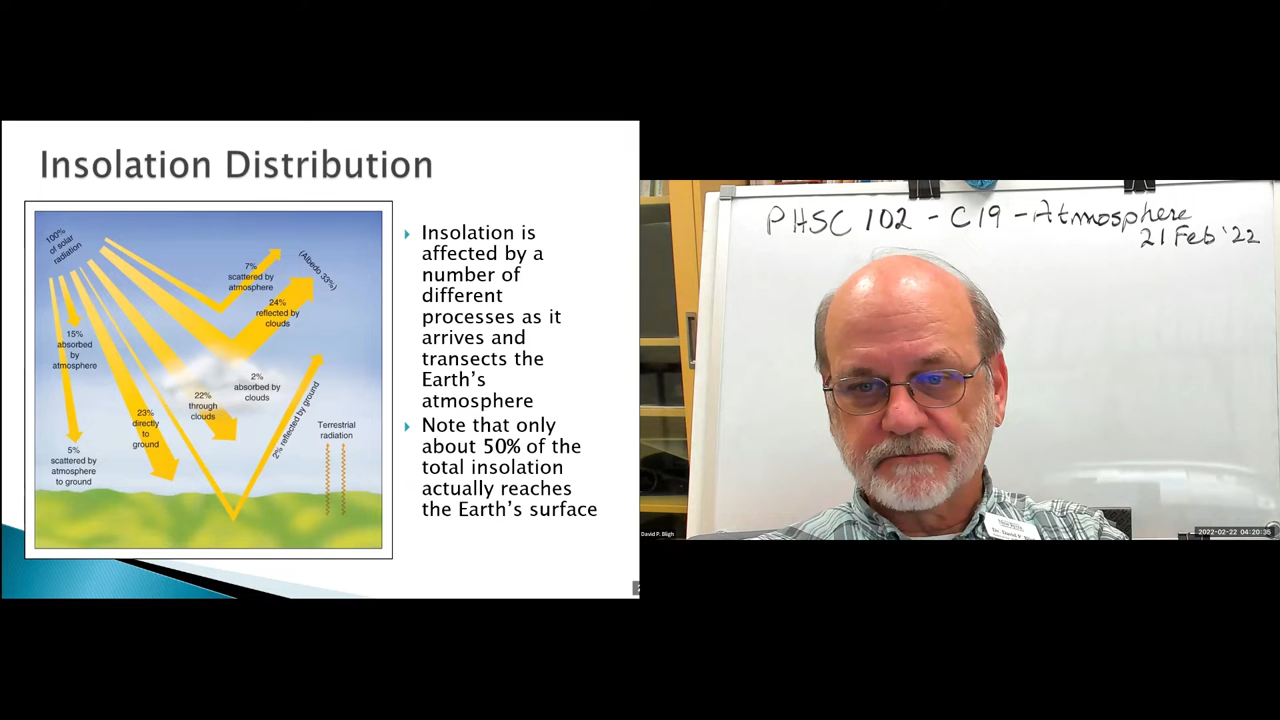 Insolation Distribution
100%
of solar
radiation
7%
scattered by
atmosphere
(Albedo 33%)
24%
reflected by
clouds
15%
absorbed
by
atmosphere
2%
absorbed by
clouds
22%
through
clouds
23%
directly
to
ground
2% reflected by ground
Terrestrial
radiation
5%
scattered by
atmosphere
to ground
Insolation is
affected by a
number of
different
processes as it
arrives and
transects the
Earth's
atmosphere
Note that only
about 50% of the
total insolation
actually reaches
the Earth's surface
PHSC 102 - C19 - Atmosphere
21 Feb '22
Dr. David P.
David P. Bligh
2022-02-22 04:20:35